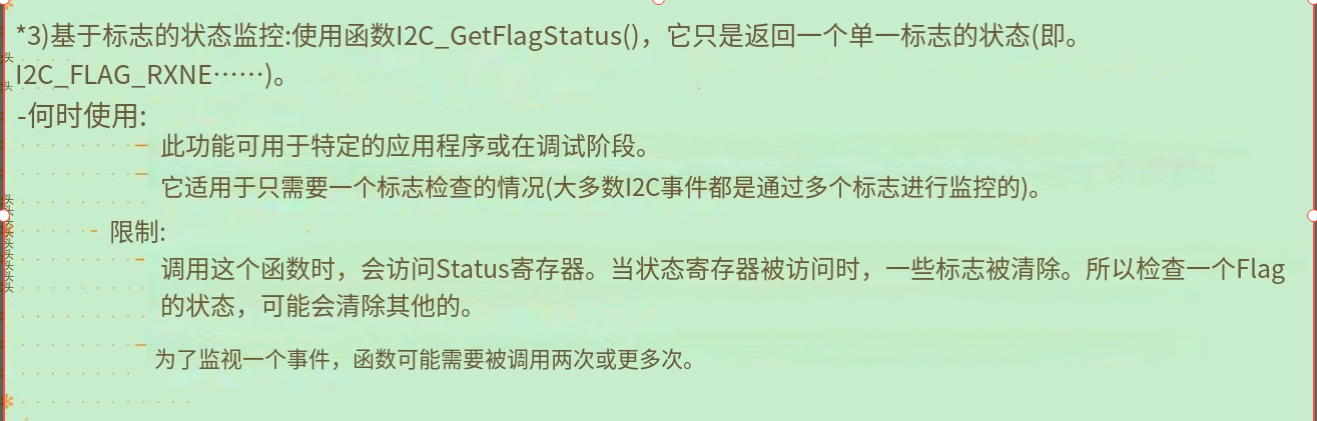 *3)基于标志的状态监控:使用函数I2C_GetFlagStatus()，它只是返回一个单一标志的状态(即。
I2C_FLAG_RXNE……)。
-何时使用:
- 此功能可用于特定的应用程序或在调试阶段。
- 它适用于只需要一个标志检查的情况(大多数I2C事件都是通过多个标志进行监控的)。
- 限制:
- 调用这个函数时，会访问Status寄存器。当状态寄存器被访问时，一些标志被清除。所以检查一个Flag
的状态，可能会清除其他的。
- 为了监视一个事件，函数可能需要被调用两次或更多次。